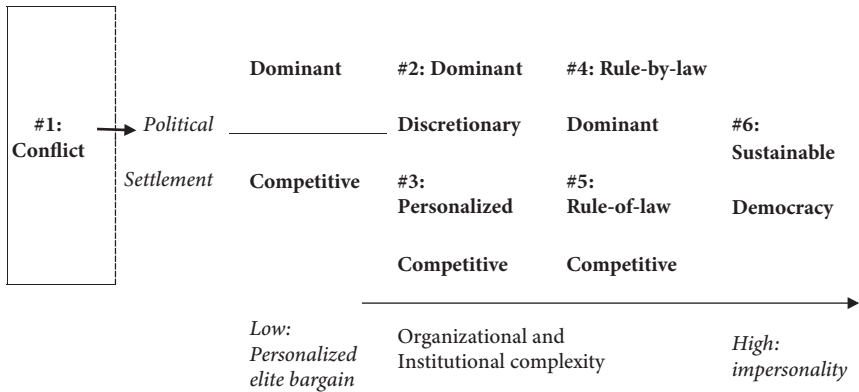 Dominant
#2: Dominant
#4: Rule-by-law
#1:
Conflict
Political
Discretionary
Dominant
#6:
Sustainable
Settlement
Competitive
#3:
Personalized
#5:
Rule-of-law
Democracy
Competitive
Competitive
Low:
Personalized
elite bargain
Organizational and
Institutional complexity
High:
impersonality